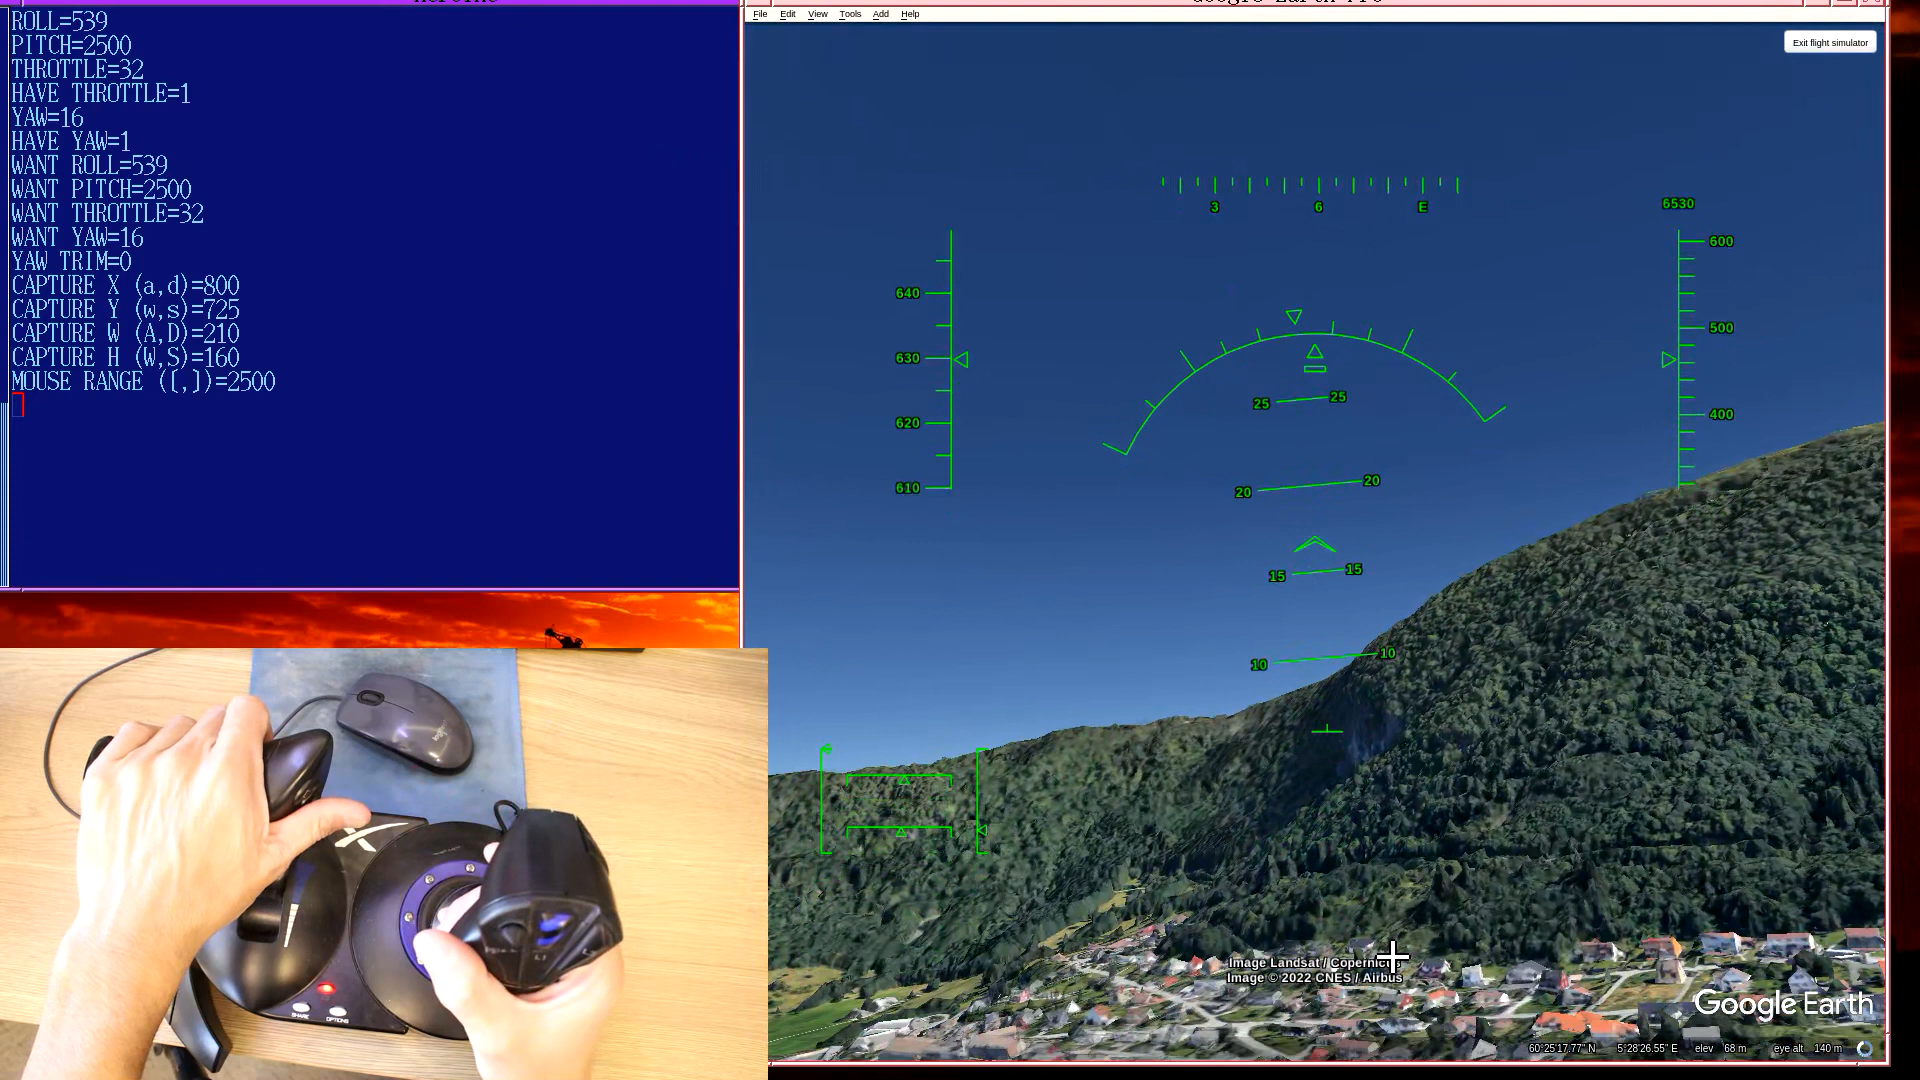 ROLL=539
PITCH=2500
THROTTLE=32
HAVE THROTTLE=1
YAW=16
HAVE YAW=1
WANT ROLL=539
WANT PITCH=2500
WANT THROTTLE=32
WANT YAW=16
YAW TRIM=0
CAPTURE X (a,d)=800
CAPTURE Y (w,s)=725
CAPTURE W (A,D)=210
CAPTURE H (W,S)=160
MOUSE RANGE ([,])=2500
File Edit View Tools Add Help
Exit flight simulator
3 6 E
6530
640
630
620
610
600
500
400
25 25
20 20
15 15
10 10
Image Landsat / Copernicus
Image © 2022 CNES / Airbus
Google Earth
60°25'17.77" N 5°28'26.55" E elev 68 m eye alt 140 m
SHARE
OPTIONS